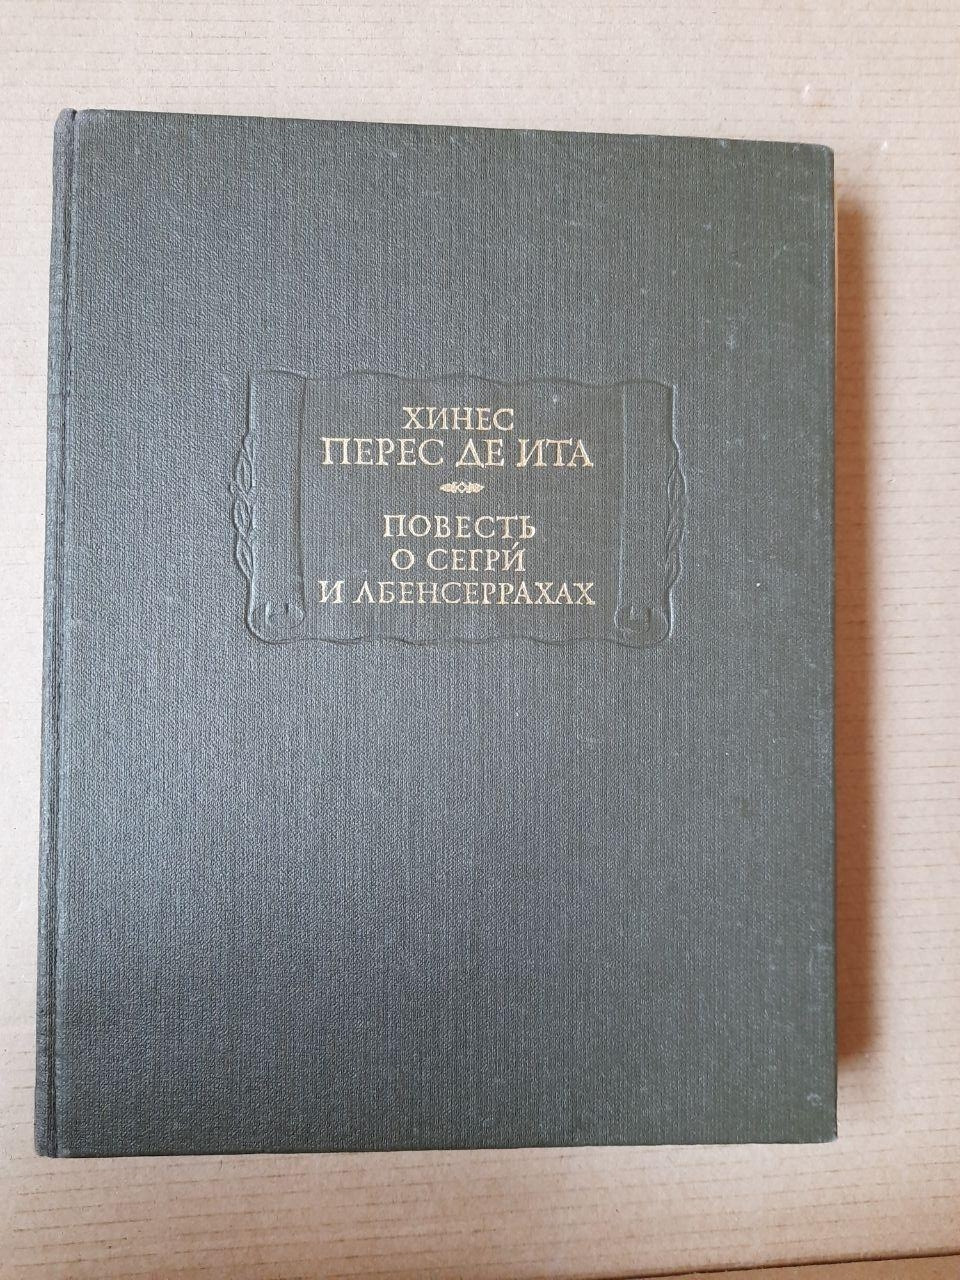 ХИНЕС
ПЕРЕС ДЕ ИТА
ПОВЕСТЬ
О СЕГРИ́
И АБЕНСЕРРАХАХ